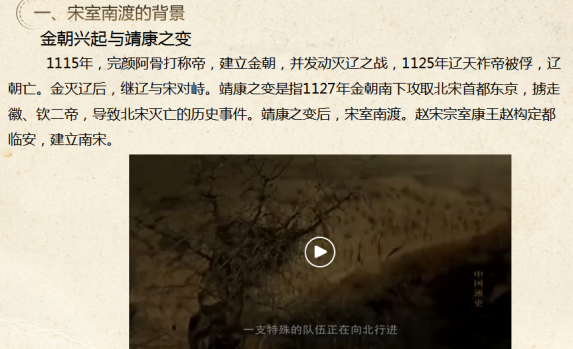 一、宋室南渡的背景
金朝兴起与靖康之变
1115年，完颜阿骨打称帝，建立金朝，并发动灭辽之战，1125年辽天祚帝被俘，辽
朝亡。金灭辽后，继辽与宋对峙。靖康之变是指1127年金朝南下攻取北宋首都东京，掳走
徽、钦二帝，导致北宋灭亡的历史事件。靖康之变后，宋室南渡。赵宋宗室康王赵构定都
临安，建立南宋。
中国通史
一支特殊的队伍正在向北行进